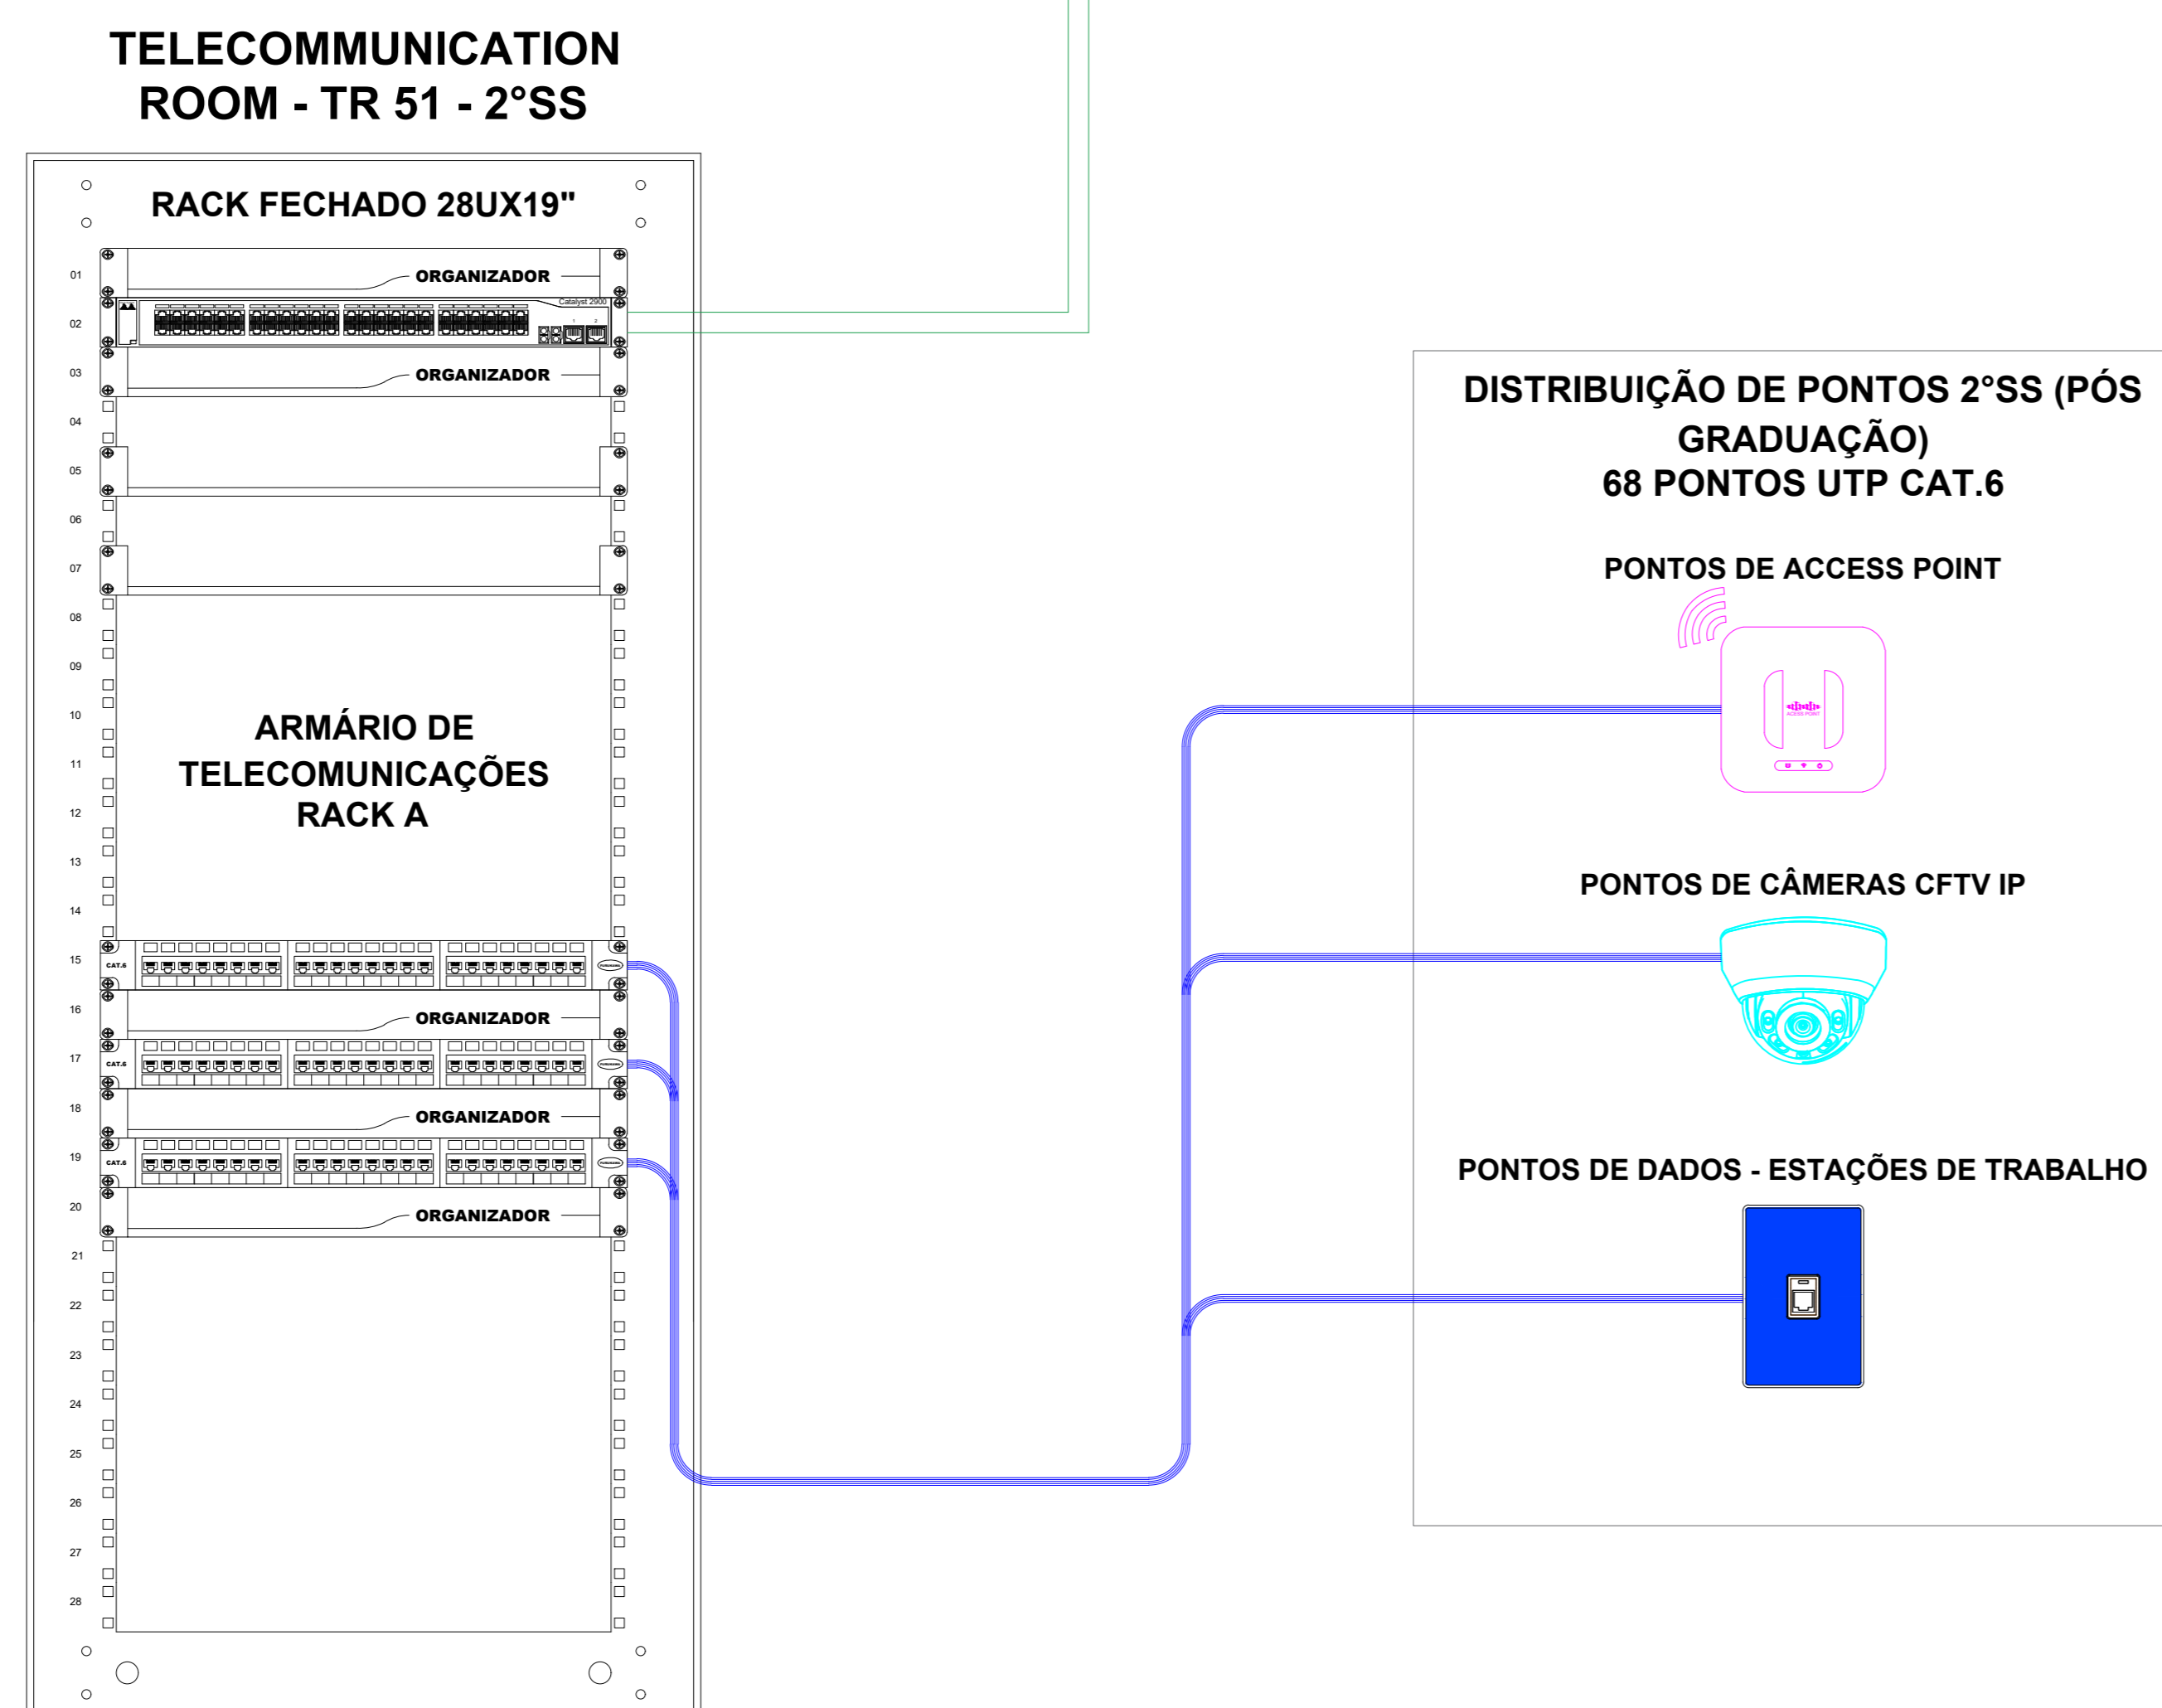 TELECOMMUNICATION
ROOM - TR 51 - 2°SS
RACK FECHADO 28UX19"
01
ORGANIZADOR
02
Catalyst 2900
1
2
03
ORGANIZADOR
04
05
06
07
08
09
10
11
12
13
14
ARMÁRIO DE
TELECOMUNICAÇÕES
RACK A
15
CAT.6
16
ORGANIZADOR
17
CAT.6
18
ORGANIZADOR
19
CAT.6
20
ORGANIZADOR
21
22
23
24
25
26
27
28
DISTRIBUIÇÃO DE PONTOS 2°SS (PÓS
GRADUAÇÃO)
68 PONTOS UTP CAT.6
PONTOS DE ACCESS POINT
PONTOS DE CÂMERAS CFTV IP
PONTOS DE DADOS - ESTAÇÕES DE TRABALHO